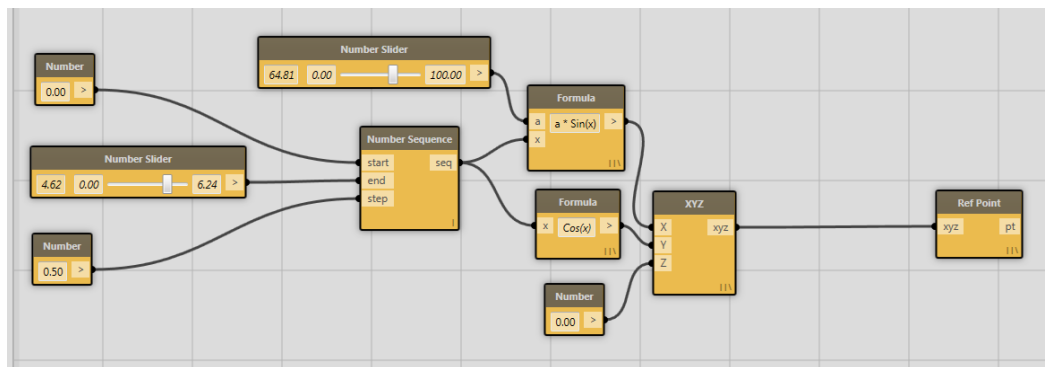 Number
0.00 >
Number Slider
64.81 0.00 100.00 >
Number Slider
4.62 0.00 6.24 >
Number
0.50 >
Number Sequence
start seq
end
step
Formula
a a * Sin(x) >
x
Formula
x Cos(x) >
Number
0.00 >
XYZ
X xyz
Y
Z
Ref Point
xyz pt